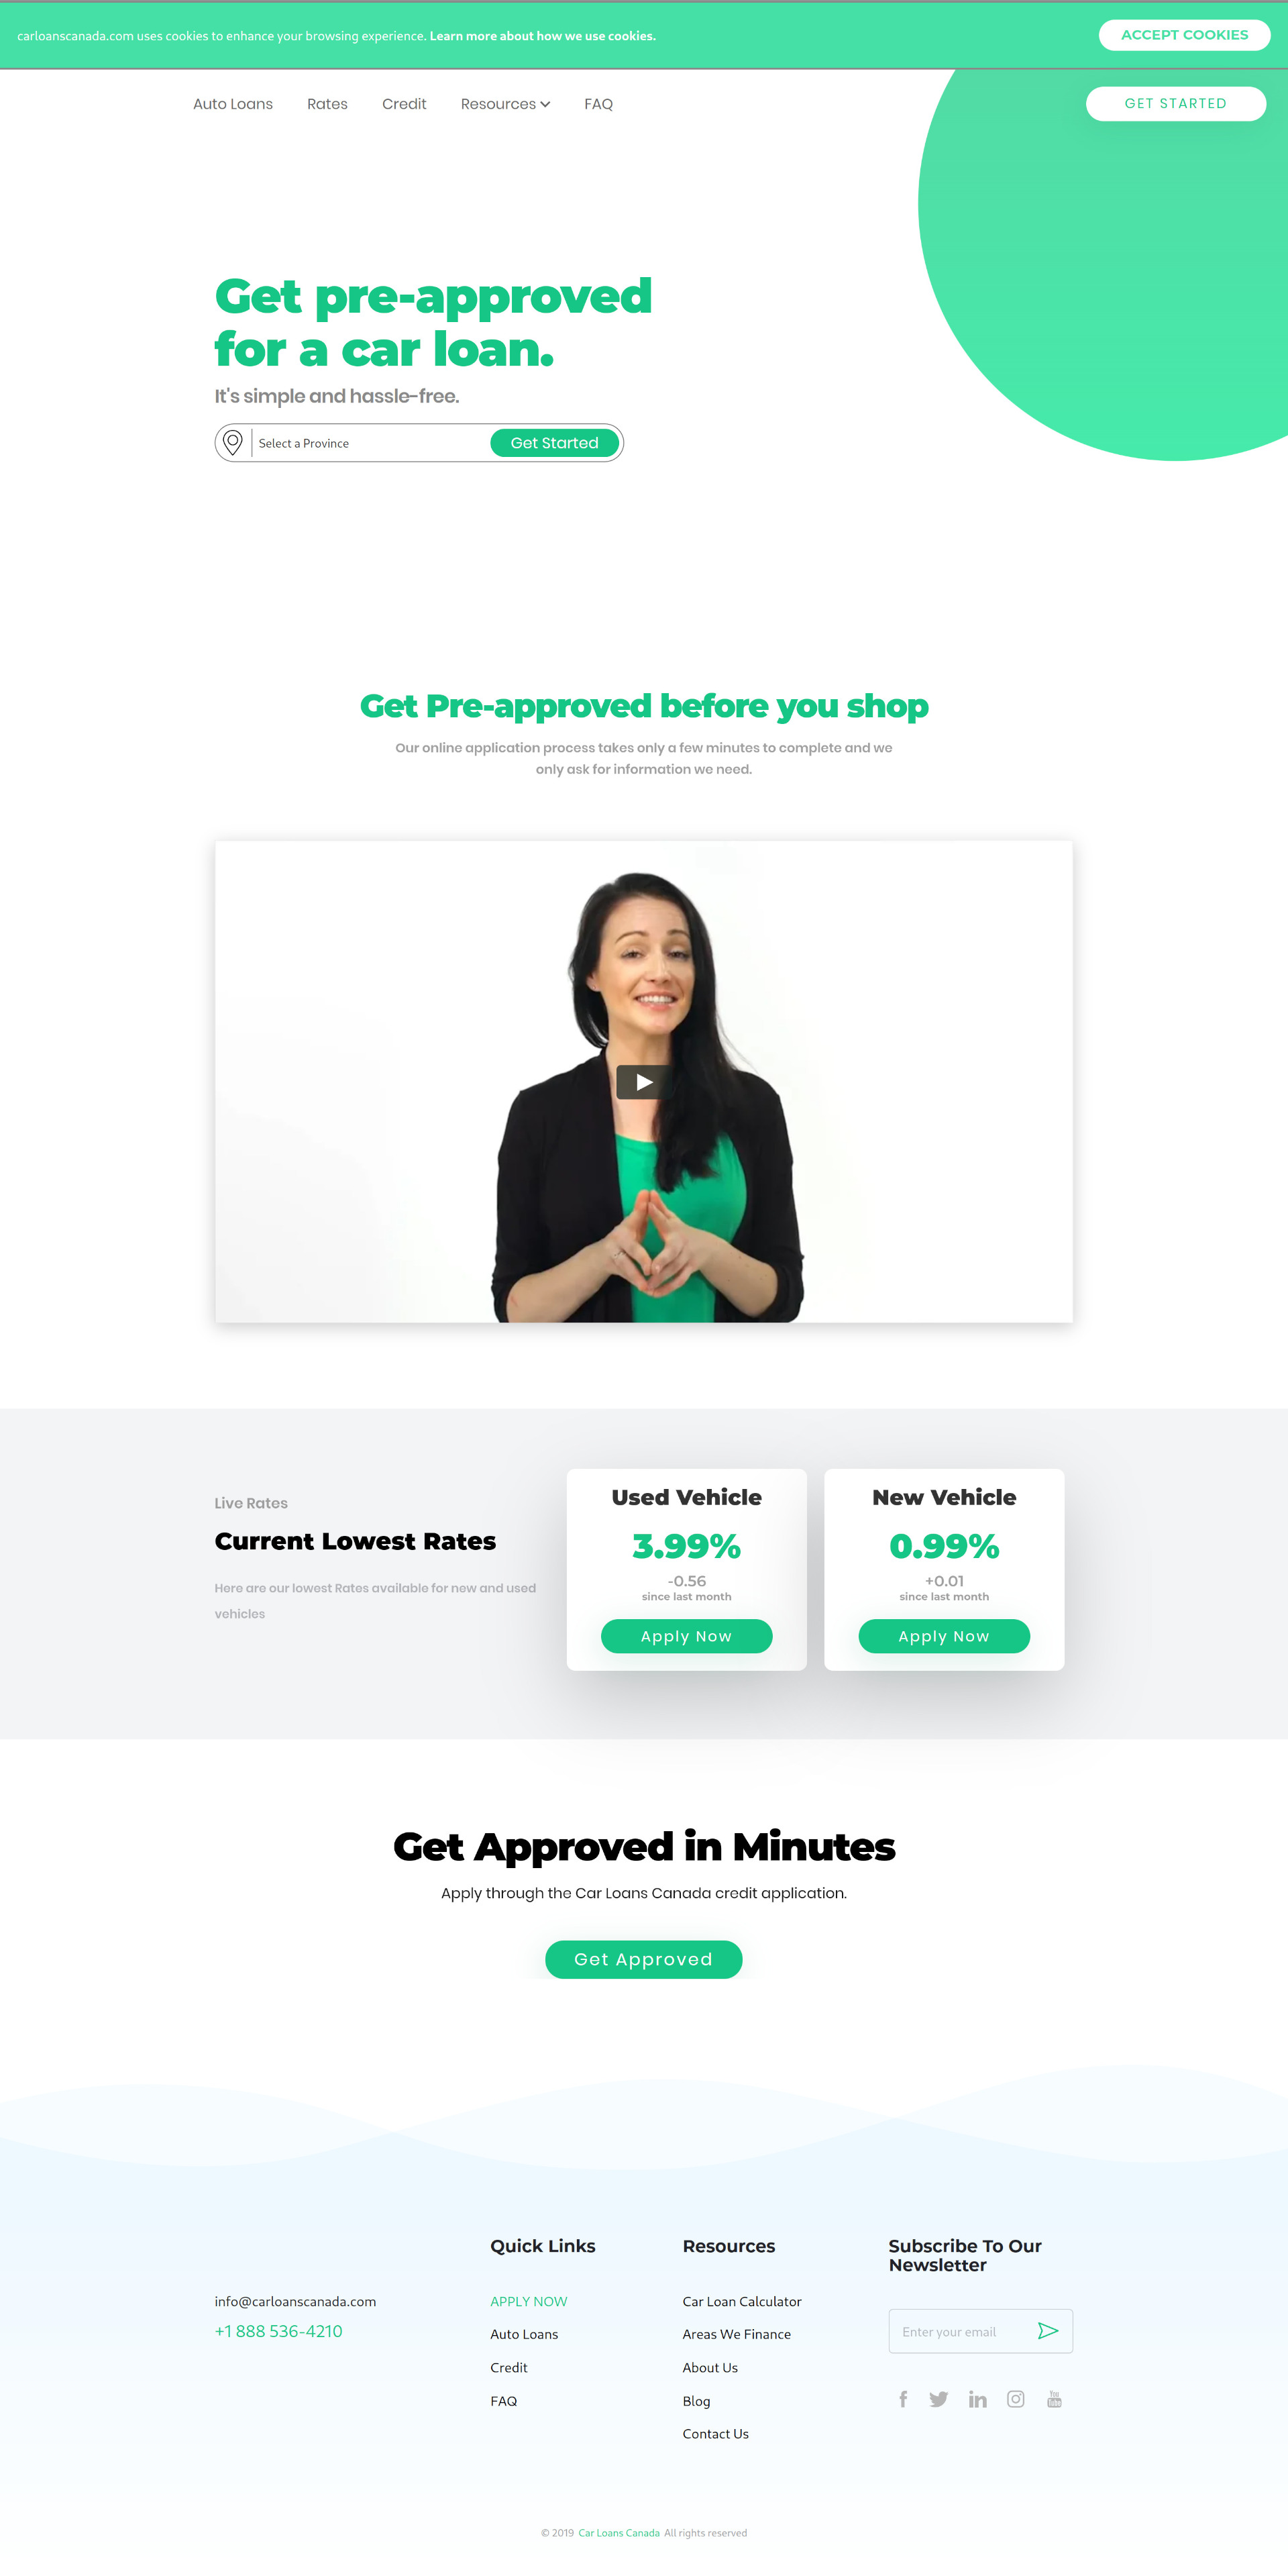 carloanscanada.com uses cookies to enhance your browsing experience. Learn more about how we use cookies.
ACCEPT COOKIES
Auto Loans
Rates
Credit
Resources
FAQ
GET STARTED
Get pre-approved
for a car loan.
It's simple and hassle-free.
Select a Province
Get Started
Get Pre-approved before you shop
Our online application process takes only a few minutes to complete and we
only ask for information we need.
Live Rates
Current Lowest Rates
Here are our lowest Rates available for new and used
vehicles
Used Vehicle
3.99%
-0.56
since last month
Apply Now
New Vehicle
0.99%
+0.01
since last month
Apply Now
Get Approved in Minutes
Apply through the Car Loans Canada credit application.
Get Approved
info@carloanscanada.com
+1 888 536-4210
Quick Links
APPLY NOW
Auto Loans
Credit
FAQ
Resources
Car Loan Calculator
Areas We Finance
About Us
Blog
Contact Us
Subscribe To Our
Newsletter
Enter your email
You
Tube
© 2019 Car Loans Canada All rights reserved